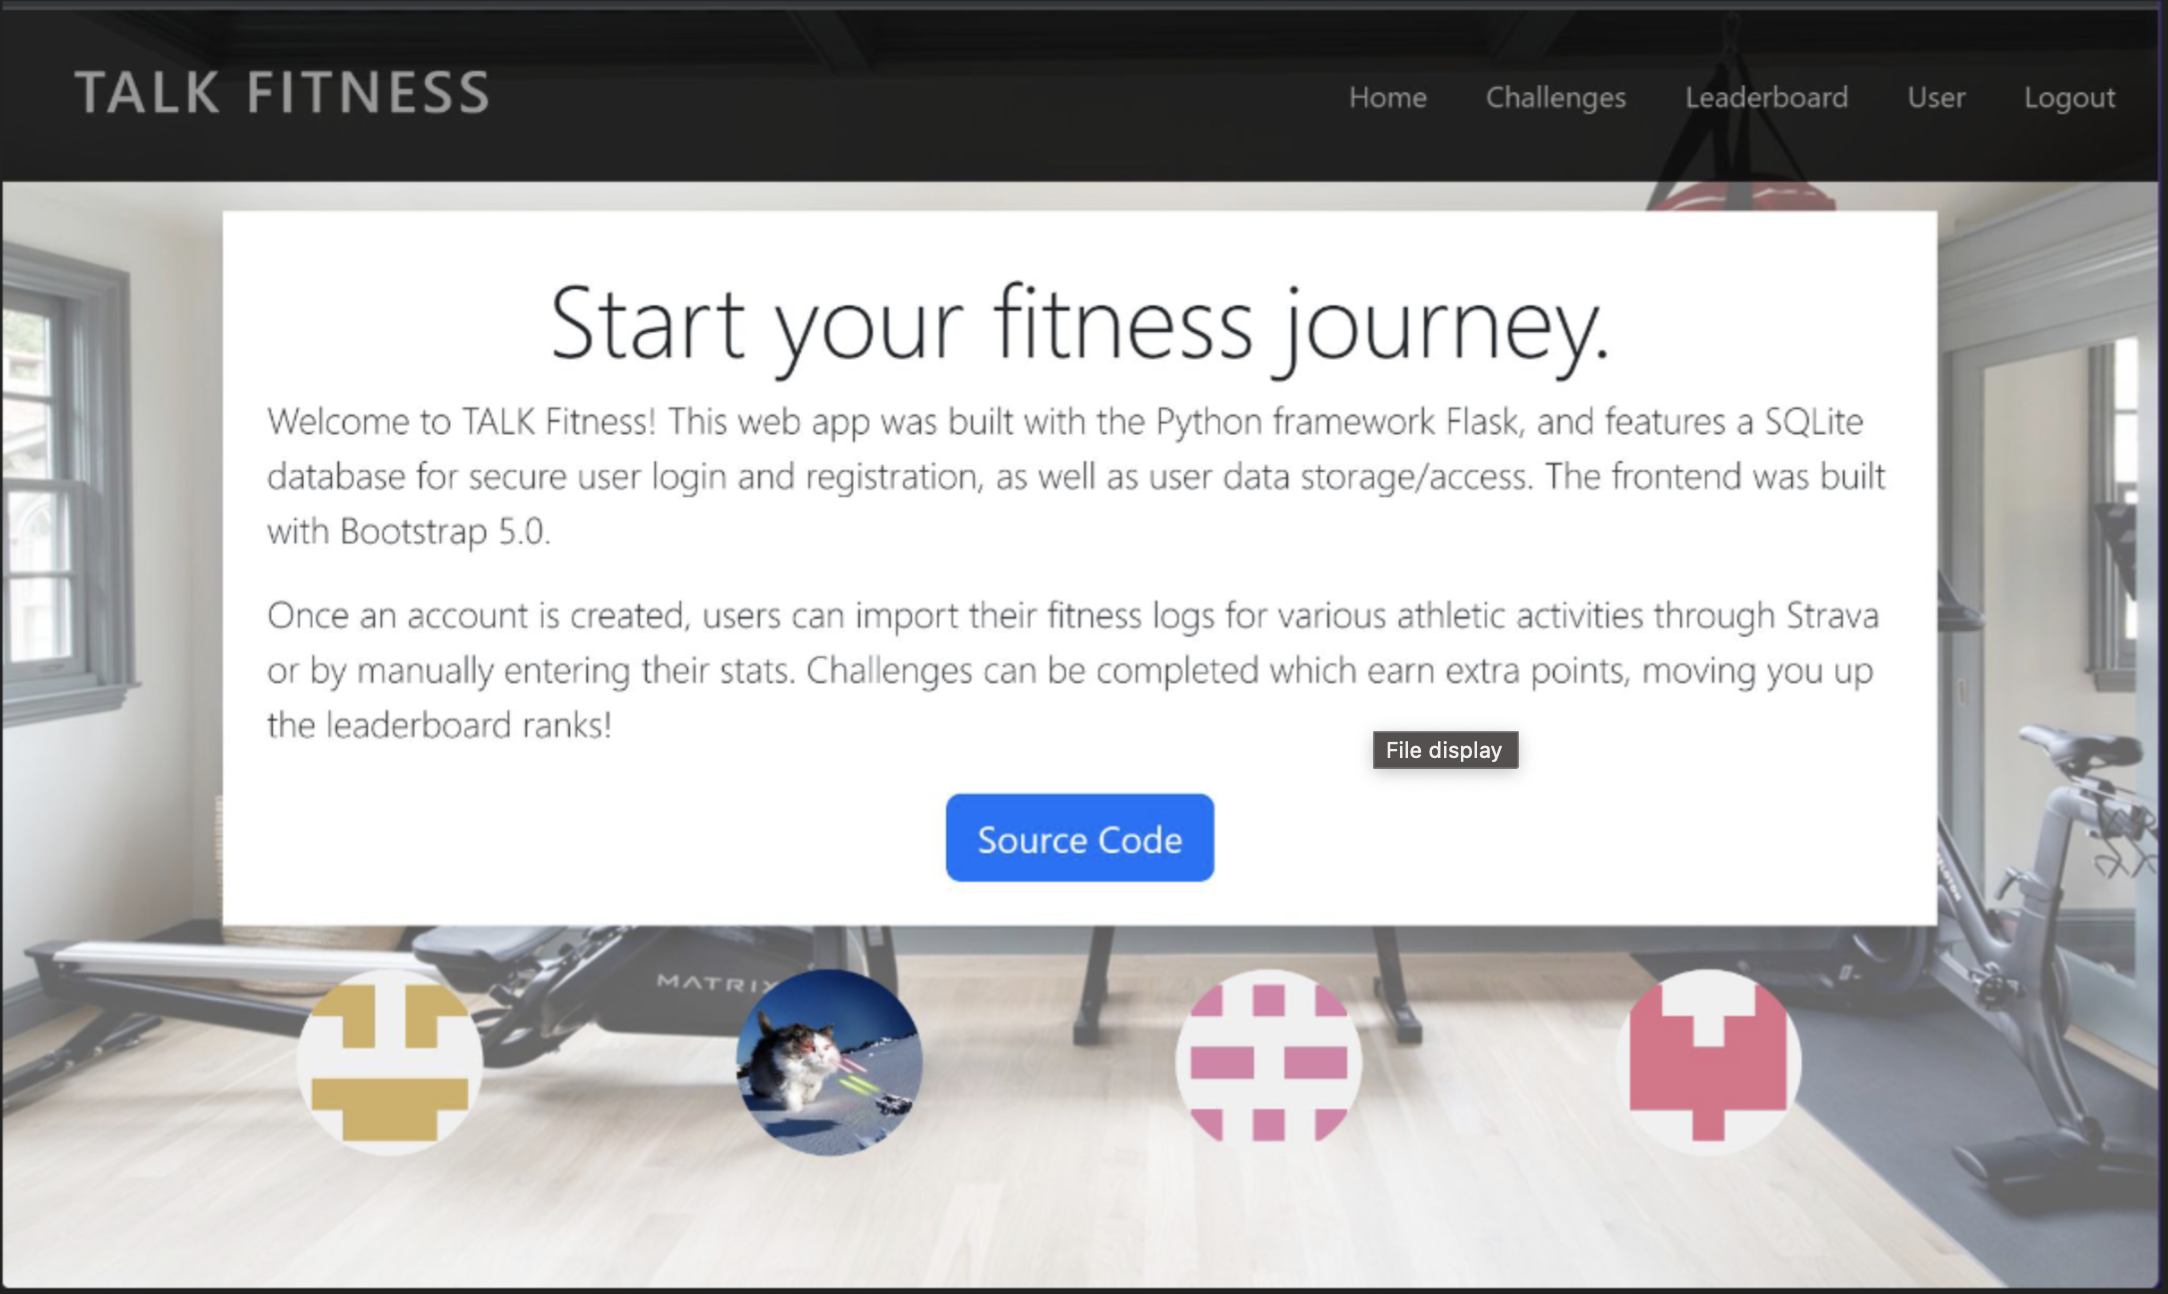 TALK FITNESS
Home Challenges Leaderboard User Logout
Start your fitness journey.
Welcome to TALK Fitness! This web app was built with the Python framework Flask, and features a SQLite
database for secure user login and registration, as well as user data storage/access. The frontend was built
with Bootstrap 5.0.
Once an account is created, users can import their fitness logs for various athletic activities through Strava
or by manually entering their stats. Challenges can be completed which earn extra points, moving you up
the leaderboard ranks!
File display
Source Code
MATRIX